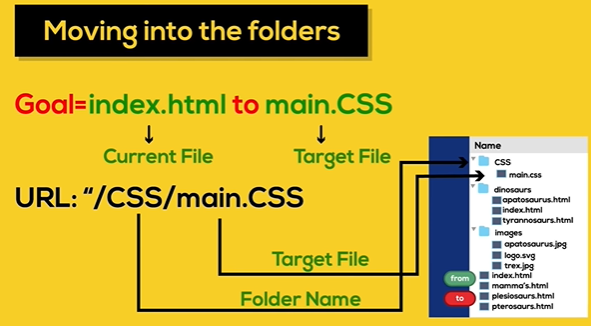 Moving into the folders
Goal=index.html to main.CSS
Current File
Target File
URL: “/CSS/main.CSS
Target File
Folder Name
Name
CSS
main.css
dinosaurs
apatosaurus.html
index.html
tyrannosaurs.html
images
apatosaurus.jpg
logo.svg
trex.jpg
from
index.html
mamma's.html
to
plesiosaurs.html
pterosaurs.html